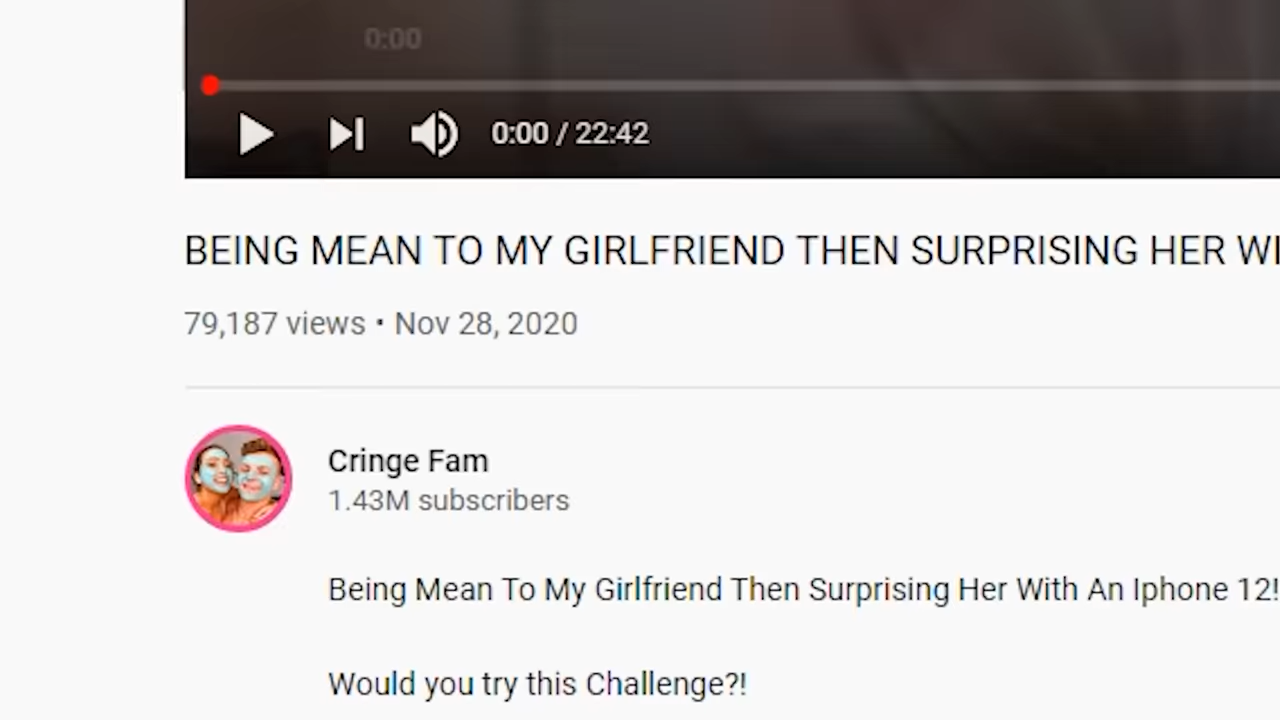 0:00
0:00 / 22:42
BEING MEAN TO MY GIRLFRIEND THEN SURPRISING HER WI
79,187 views • Nov 28, 2020
Cringe Fam
1.43M subscribers
Being Mean To My Girlfriend Then Surprising Her With An Iphone 12!
Would you try this Challenge?!